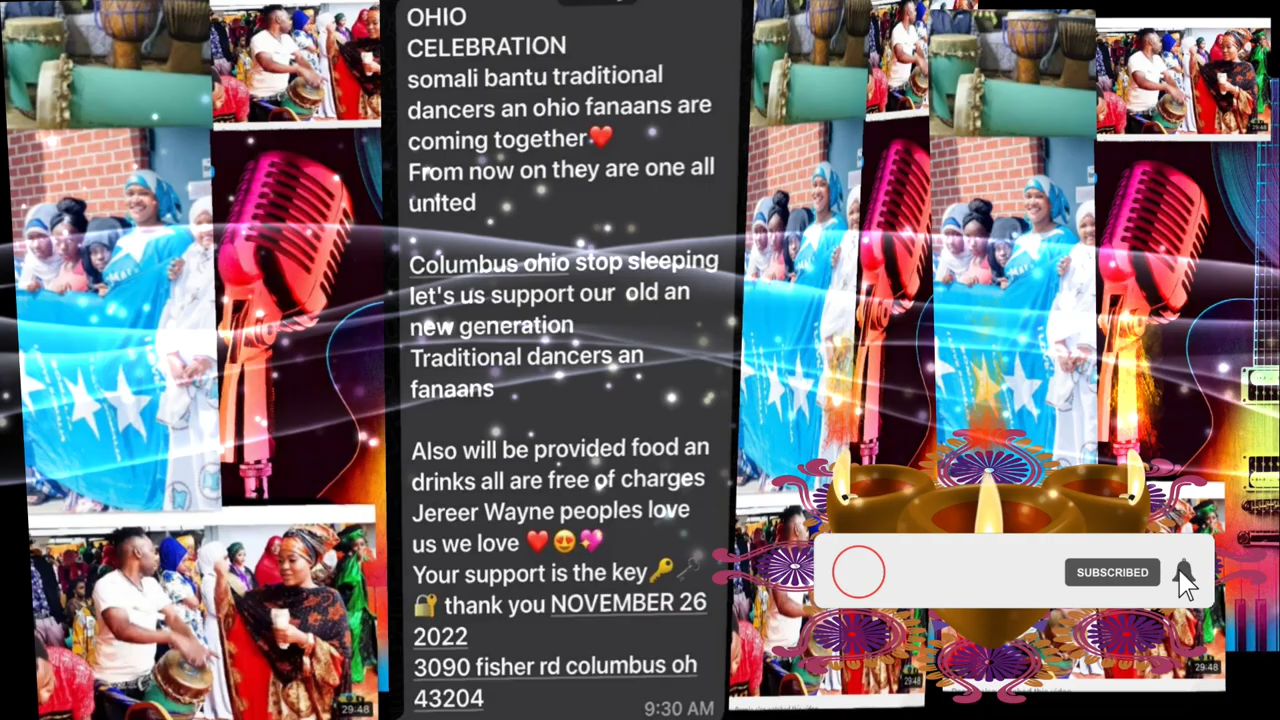 OHIO
CELEBRATION
somali bantu traditional
dancers an ohio fanaans are
coming together❤️
From now on they are one all
united
Columbus ohio stop sleeping
let's us support our old an
new generation
Traditional dancers an
fanaans
Also will be provided food an
drinks all are free of charges
Jereer Wayne peoples love
us we love ❤️😍💖
Your support is the key🔑🗝️
🔐 thank you NOVEMBER 26
2022
3090 fisher rd columbus oh
43204
9:30 AM
SUBSCRIBED
29:48
29:48
29:48
29:48